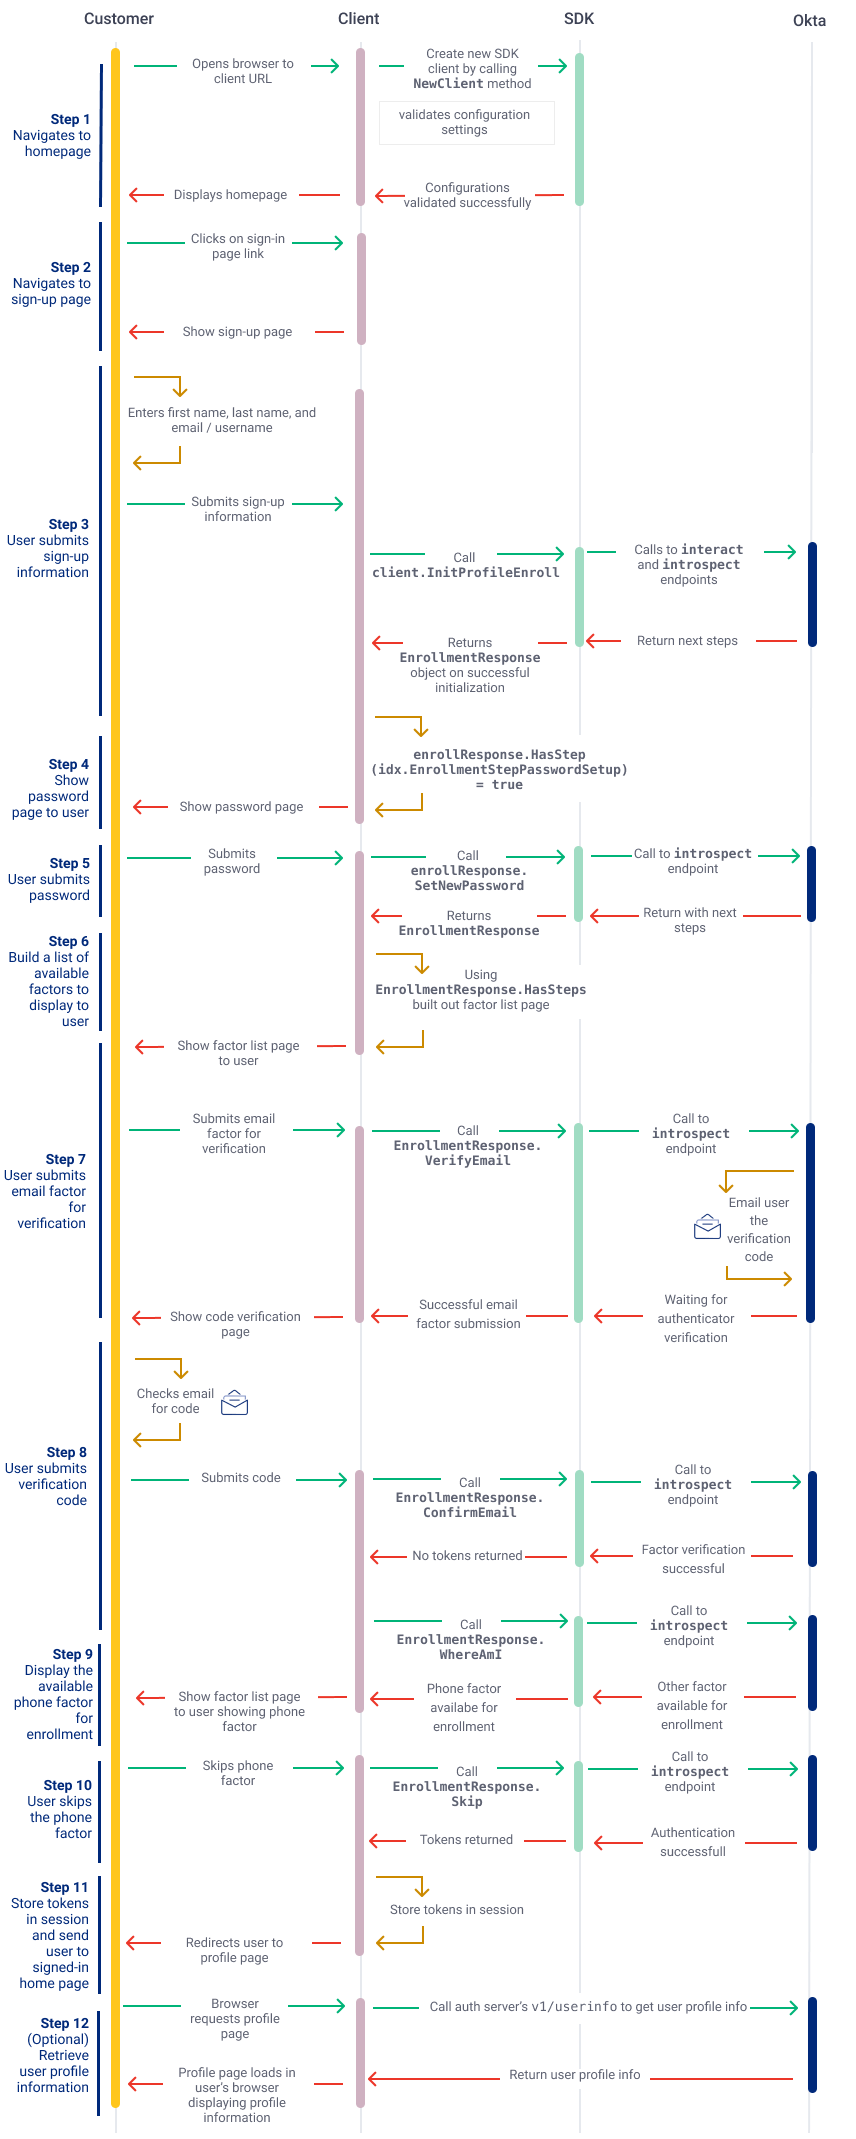 Customer
Client
SDK
Okta
Step 1
Navigates to
homepage
Opens browser to
client URL
Create new SDK
client by calling
NewClient method
validates configuration
settings
Displays homepage
Configurations
validated successfully
Step 2
Navigates to
sign-up page
Clicks on sign-in
page link
Show sign-up page
Step 3
User submits
sign-up
information
Enters first name, last name, and
email / username
Submits sign-up
information
Call
client.InitProfileEnroll
Calls to interact
and introspect
endpoints
Returns
EnrollmentResponse
object on successful
initialization
Return next steps
Step 4
Show
password
page to user
enrollResponse.HasStep
(idx.EnrollmentStepPasswordSetup)
= true
Show password page
Step 5
User submits
password
Submits
password
Call
enrollResponse.
SetNewPassword
Call to introspect
endpoint
Returns
EnrollmentResponse
Return with next
steps
Step 6
Build a list of
available
factors to
display to
user
Using
EnrollmentResponse.HasSteps
built out factor list page
Show factor list page
to user
Step 7
User submits
email factor
for
verification
Submits email
factor for
verification
Call
EnrollmentResponse.
VerifyEmail
Call to
introspect
endpoint
Email user
the
verification
code
Show code verification
page
Successful email
factor submission
Waiting for
authenticator
verification
Step 8
User submits
verification
code
Checks email
for code
Submits code
Call
EnrollmentResponse.
ConfirmEmail
Call to
introspect
endpoint
No tokens returned
Factor verification
successful
Call
EnrollmentResponse.
WhereAmI
Call to
introspect
endpoint
Step 9
Display the
available
phone factor
for
enrollment
Show factor list page
to user showing phone
factor
Phone factor
availabe for
enrollment
Other factor
available for
enrollment
Step 10
User skips
the phone
factor
Skips phone
factor
Call
EnrollmentResponse.
Skip
Call to
introspect
endpoint
Tokens returned
Authentication
successfull
Step 11
Store tokens
in session
and send
user to
signed-in
home page
Store tokens in session
Redirects user to
profile page
Step 12
(Optional)
Retrieve
user profile
information
Browser
requests profile
page
Call auth server's v1/userinfo to get user profile info
Profile page loads in
user's browser
displaying profile
information
Return user profile info